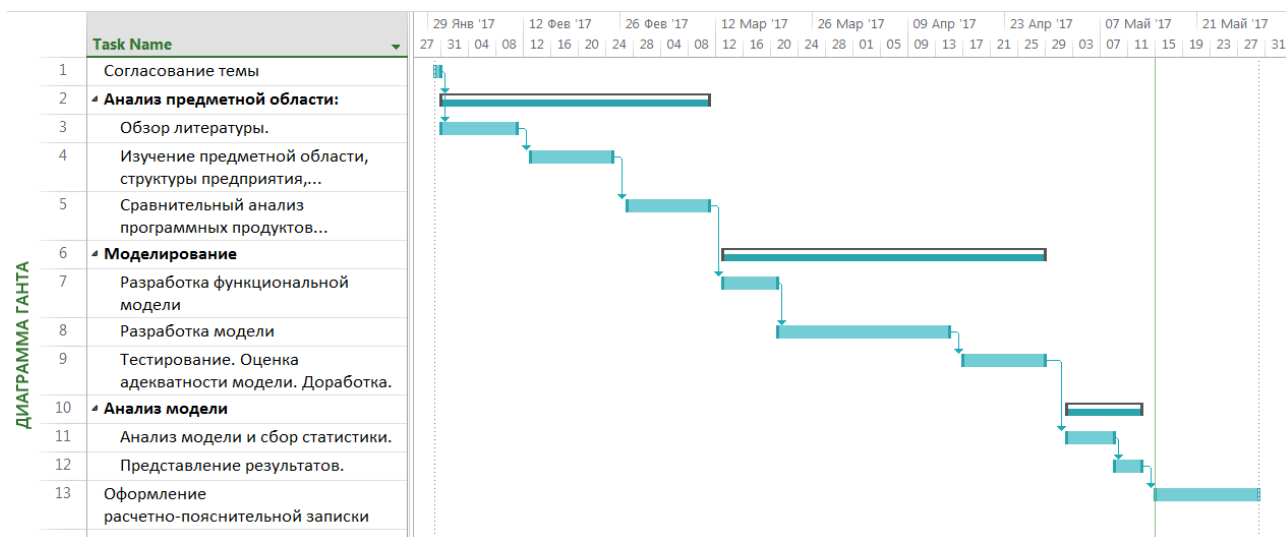 29 Янв '17 12 Фев '17 26 Фев '17 12 Мар '17 26 Мар '17 09 Апр '17 23 Апр '17 07 Май '17 21 Май '17
Task Name
27 31 04 08 12 16 20 24 28 04 08 12 16 20 24 28 01 05 09 13 17 21 25 29 03 07 11 15 19 23 27 31
1 Согласование темы
2 Анализ предметной области:
3 Обзор литературы.
4 Изучение предметной области,
структуры предприятия,...
5 Сравнительный анализ
программных продуктов...
6 Моделирование
7 Разработка функциональной
модели
8 Разработка модели
9 Тестирование. Оценка
адекватности модели. Доработка.
10 Анализ модели
11 Анализ модели и сбор статистики.
12 Представление результатов.
13 Оформление
расчетно-пояснительной записки
ДИАГРАММА ГАНТА